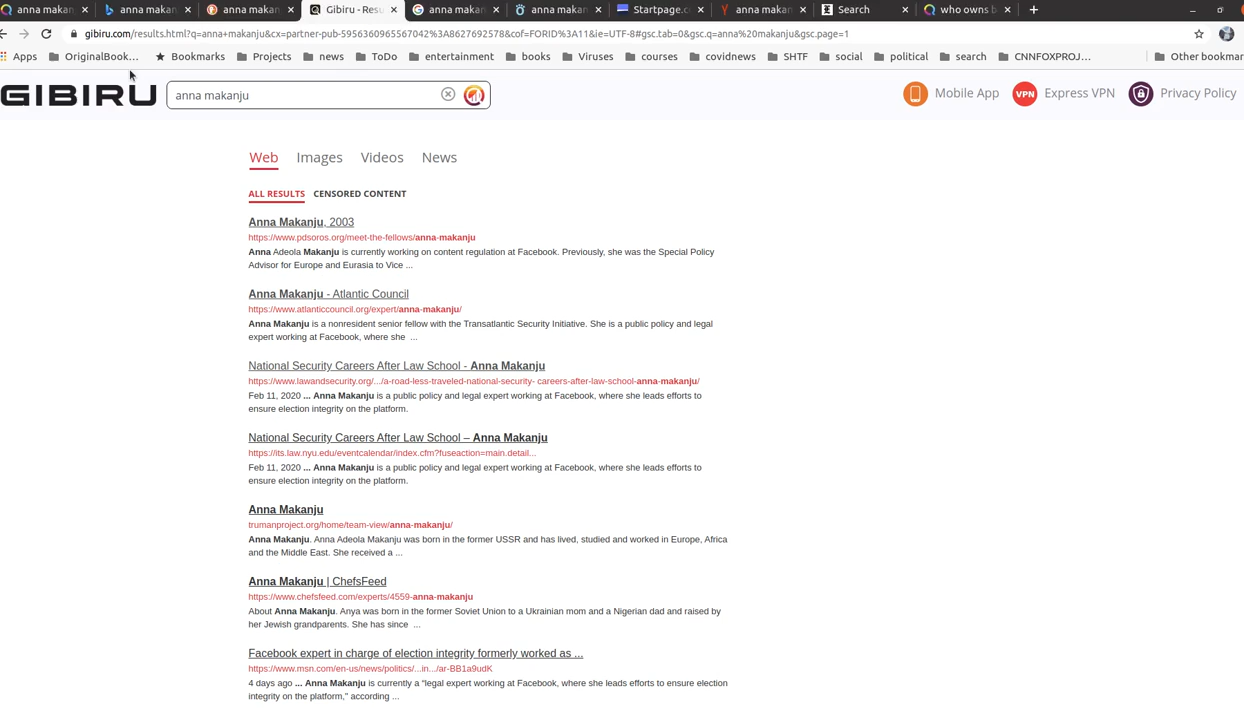 anna makan
anna makan
anna makan
Gibiru - Resu
anna makan
anna makan
Startpage.c
anna makan
Search
who owns b
gibiru.com/results.html?q=anna+makanju&cx=partner-pub-5956360965567042%3A8627692578&cof=FORID%3A11&ie=UTF-8#gsc.tab=0&gsc.q=anna%20makanju&gsc.page=1
Apps OriginalBook... Bookmarks Projects news ToDo entertainment books Viruses courses covidnews SHTF social political search CNNFOXPROJ... Other bookmar
GIBIRU
anna makanju
Mobile App
VPN Express VPN
Privacy Policy
Web Images Videos News
ALL RESULTS CENSORED CONTENT
Anna Makanju, 2003
https://www.pdsoros.org/meet-the-fellows/anna-makanju
Anna Adeola Makanju is currently working on content regulation at Facebook. Previously, she was the Special Policy
Advisor for Europe and Eurasia to Vice ...
Anna Makanju - Atlantic Council
https://www.atlanticcouncil.org/expert/anna-makanju/
Anna Makanju is a nonresident senior fellow with the Transatlantic Security Initiative. She is a public policy and legal
expert working at Facebook, where she ...
National Security Careers After Law School - Anna Makanju
https://www.lawandsecurity.org/.../a-road-less-traveled-national-security- careers-after-law-school-anna-makanju/
Feb 11, 2020 ... Anna Makanju is a public policy and legal expert working at Facebook, where she leads efforts to
ensure election integrity on the platform.
National Security Careers After Law School – Anna Makanju
https://its.law.nyu.edu/eventcalendar/index.cfm?fuseaction=main.detail...
Feb 11, 2020 ... Anna Makanju is a public policy and legal expert working at Facebook, where she leads efforts to
ensure election integrity on the platform.
Anna Makanju
trumanproject.org/home/team-view/anna-makanju/
Anna Makanju. Anna Adeola Makanju was born in the former USSR and has lived, studied and worked in Europe, Africa
and the Middle East. She received a ...
Anna Makanju | ChefsFeed
https://www.chefsfeed.com/experts/4559-anna-makanju
About Anna Makanju. Anya was born in the former Soviet Union to a Ukrainian mom and a Nigerian dad and raised by
her Jewish grandparents. She has since ...
Facebook expert in charge of election integrity formerly worked as ...
https://www.msn.com/en-us/news/politics/...in.../ar-BB1a9udK
4 days ago ... Anna Makanju is currently a “legal expert working at Facebook, where she leads efforts to ensure election
integrity on the platform,” according ...